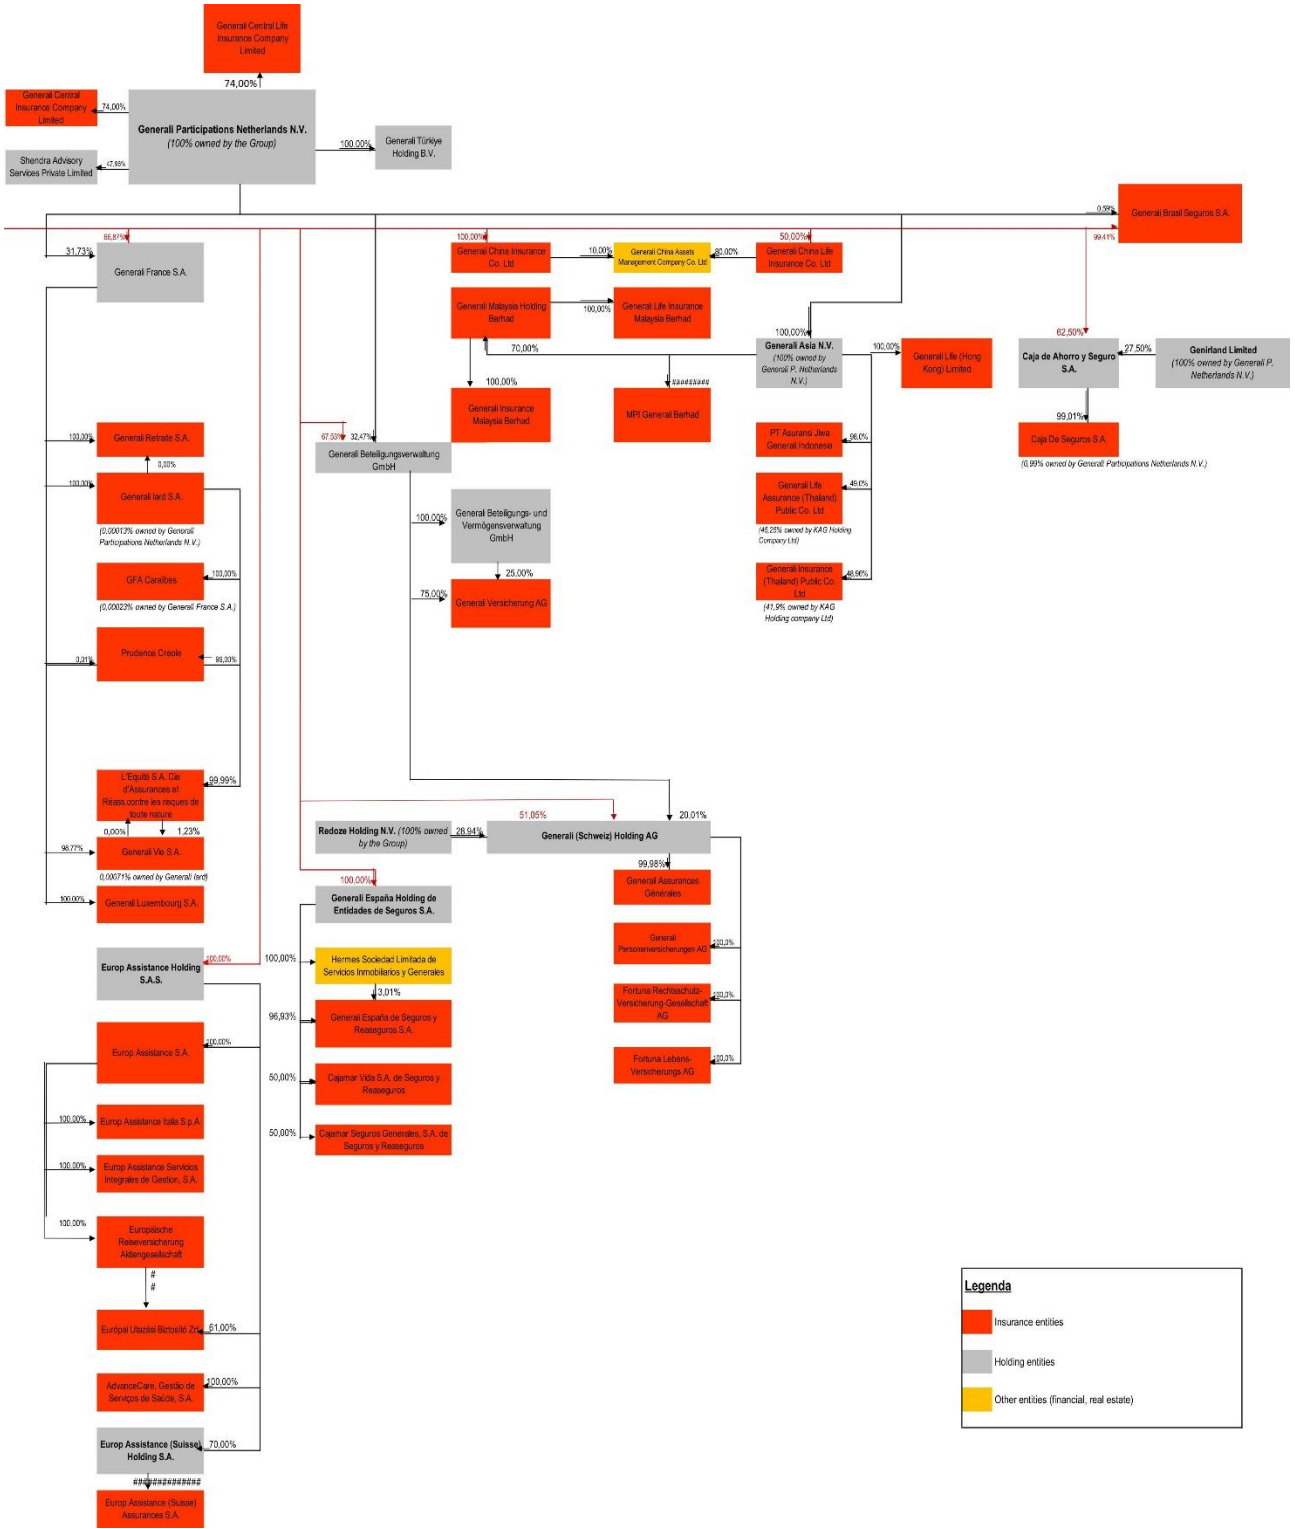 Generali Central Life
Insurance Company
Limited
74,00%
Generali Central
Insurance Company
Limited
74,00%
Generali Participations Netherlands N.V.
(100% owned by the Group)
100.00%
Generali Türkiye
Holding B.V.
Shendra Advisory
Services Private Limited
47,96%
0,59%
Generali Brasil Seguros S.A.
99,41%
66,87%
31.73%
Generali France S.A.
100,00%
Generali China Insurance
Co. Ltd
10,00%
Generali China Assets
Management Company Co. Ltd
80,00%
50,00%
Generali China Life
Insurance Co. Ltd
Generali Malaysia Holding
Berhad
100,00%
Generali Life Insurance
Malaysia Berhad
70,00%
100,00%
Generali Asia N.V.
(100% owned by
Generali P. Netherlands
N.V.)
100,00%
Generali Life (Hong
Kong) Limited
62,50%
Caja de Ahorro y Seguro
S.A.
27,50%
Genirland Limited
(100% owned by Generali P.
Netherlands N.V.)
100,00%
Generali Insurance
Malaysia Berhad
#########
MPI Generali Berhad
99,01%
Caja De Seguros S.A.
(0,99% owned by Generali Participations Netherlands N.V.)
PT Asuransi Jiwa
Generali Indonesia
98,0%
Generali Life
Assurance (Thailand)
Public Co. Ltd
49,0%
(45,25% owned by KAG Holding
Company Ltd)
Generali Insurance
(Thailand) Public Co.
Ltd
48,96%
(41,9% owned by KAG
Holding company Ltd)
67.53%
32,47%
Generali Beteiligungsverwaltung
GmbH
100,00%
Generali Beteiligungs- und
Vermögensverwaltung
GmbH
25,00%
75,00%
Generali Versicherung AG
100,00%
Generali Retraite S.A.
0,00%
100,00%
Generali Iard S.A.
(0,00013% owned by Generali
Participations Netherlands N.V.)
GFA Caraïbes
100,00%
(0,00023% owned by Generali France S.A.)
0,01%
Prudence Creole
95,00%
L'Equité S.A. Cie
d'Assurances et
Réass.contre les risques de
toute nature
99,99%
0,00%
1,23%
98,77%
Generali Vie S.A.
0,00071% owned by Generali Iard)
100,00%
Generali Luxembourg S.A.
Redoze Holding N.V. (100% owned
by the Group)
28,94%
51,05%
20,01%
Generali (Schweiz) Holding AG
99,98%
Generali Assurances
Générales
Generali
Personenversicherungen AG
100,0%
Fortuna Rechtsschutz-
Versicherung-Gesellschaft
AG
100,0%
Fortuna Lebens-
Versicherungs AG
100,0%
100,00%
Generali España Holding de
Entidades de Seguros S.A.
100,00%
Hermes Sociedad Limitada de
Servicios Inmobilarios y Generales
3,01%
96,93%
Generali España de Seguros y
Reaseguros S.A.
50,00%
Cajamar Vida S.A. de Seguros y
Reaseguros
50,00%
Cajamar Seguros Generales, S.A. de
Seguros y Reaseguros
Europ Assistance Holding
S.A.S.
100,00%
Europ Assistance S.A.
100,00%
100,00%
Europ Assistance Italia S.p.A.
100,00%
Europ Assistance Servicios
Integrales de Gestion, S.A.
100,00%
Europäische
Reiseversicherung
Aktiengesellschaft
#
#
Európai Utazási Biztosító Zrt
61,00%
AdvanceCare, Gestão de
Serviços de Saúde, S.A.
100,00%
Europ Assistance (Suisse)
Holding S.A.
70,00%
##############
Europ Assistance (Suisse)
Assurances S.A.
Legenda
Insurance entities
Holding entities
Other entities (financial, real estate)